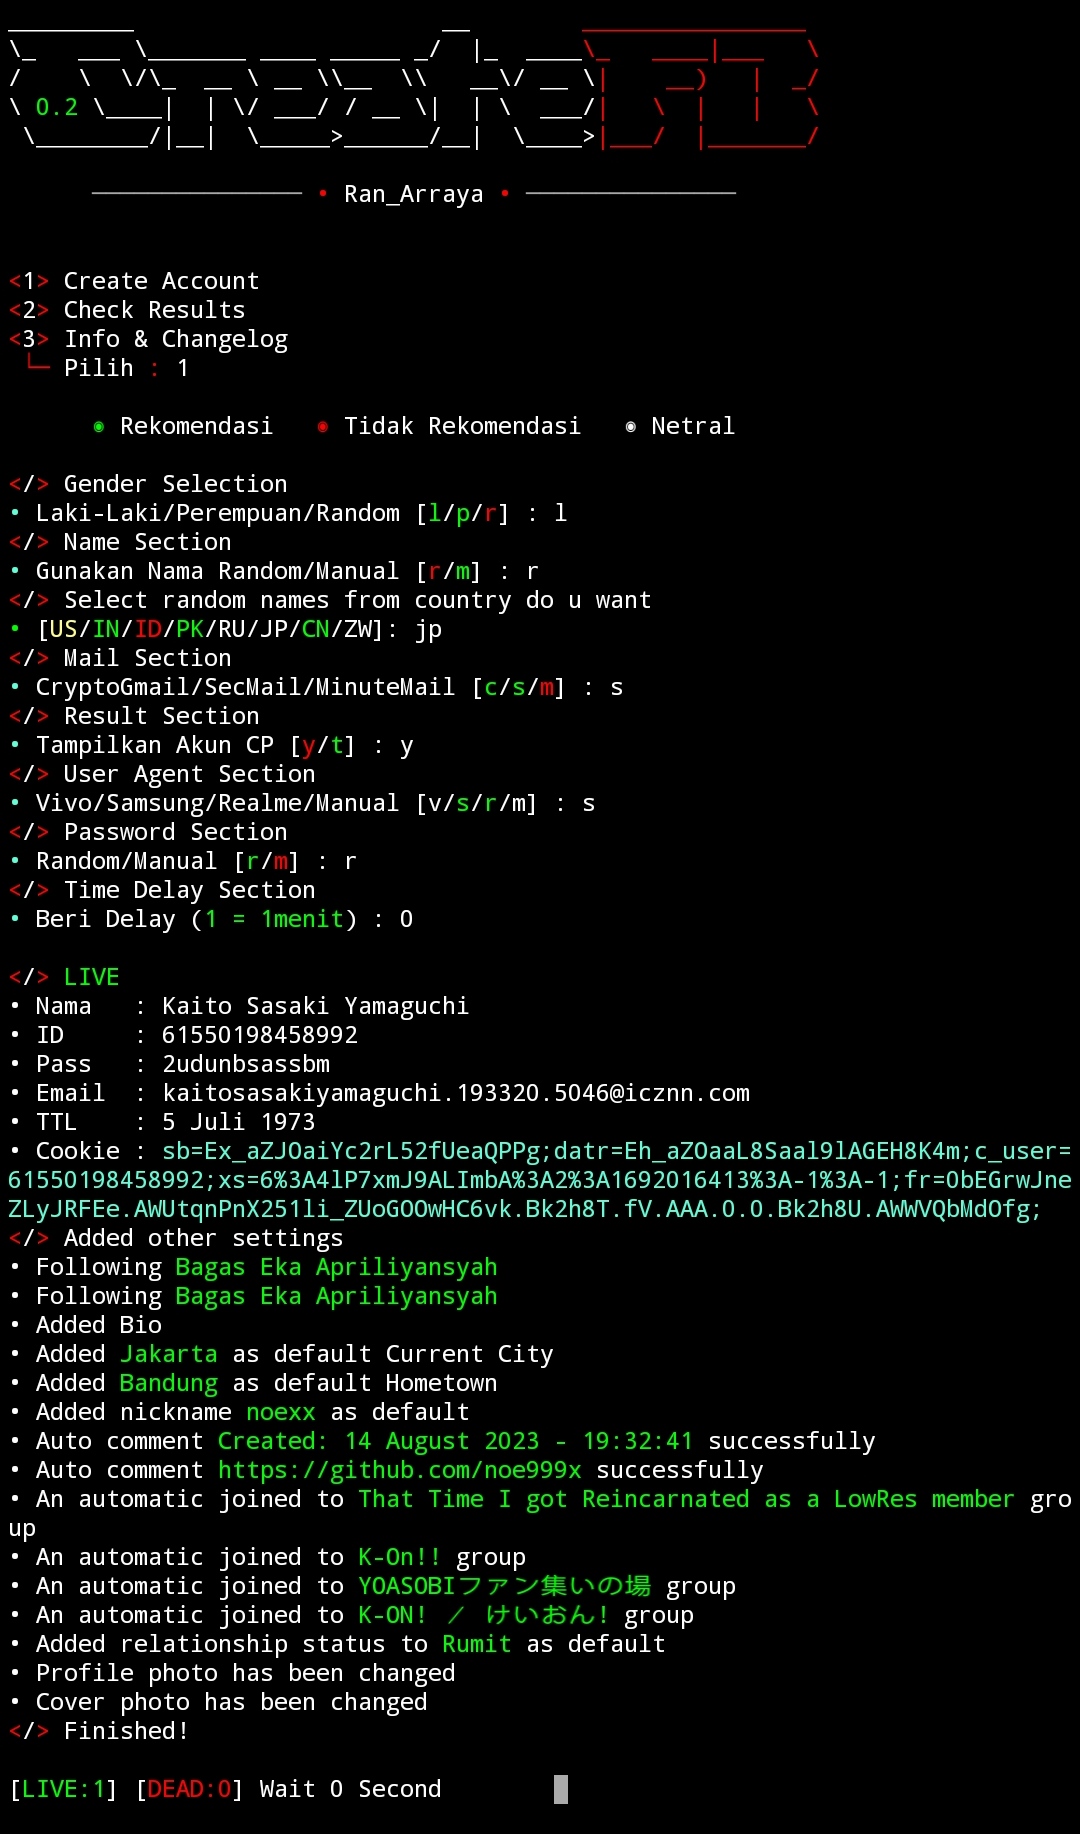 CreateFB
0.2
• Ran_Arraya •
<1> Create Account
<2> Check Results
<3> Info & Changelog
└─ Pilih : 1
◉ Rekomendasi ◉ Tidak Rekomendasi ◉ Netral
</> Gender Selection
• Laki-Laki/Perempuan/Random [l/p/r] : l
</> Name Section
• Gunakan Nama Random/Manual [r/m] : r
</> Select random names from country do u want
• [US/IN/ID/PK/RU/JP/CN/ZW]: jp
</> Mail Section
• CryptoGmail/SecMail/MinuteMail [c/s/m] : s
</> Result Section
• Tampilkan Akun CP [y/t] : y
</> User Agent Section
• Vivo/Samsung/Realme/Manual [v/s/r/m] : s
</> Password Section
• Random/Manual [r/m] : r
</> Time Delay Section
• Beri Delay (1 = 1menit) : 0
</> LIVE
• Nama : Kaito Sasaki Yamaguchi
• ID : 61550198458992
• Pass : 2udunbsassbm
• Email : kaitosasakiyamaguchi.193320.5046@icznn.com
• TTL : 5 Juli 1973
• Cookie : sb=Ex_aZJOaiYc2rL52fUeaQPPg;datr=Eh_aZOaaL8Saal9lAGEH8K4m;c_user=
61550198458992;xs=6%3A4lP7xmJ9ALImbA%3A2%3A1692016413%3A-1%3A-1;fr=0bEGrwJne
ZLyJRFEe.AWUtqnPnX251li_ZUoGOOwHC6vk.Bk2h8T.fV.AAA.0.0.Bk2h8U.AWWVQbMdOfg;
</> Added other settings
• Following Bagas Eka Apriliyansyah
• Following Bagas Eka Apriliyansyah
• Added Bio
• Added Jakarta as default Current City
• Added Bandung as default Hometown
• Added nickname noexx as default
• Auto comment Created: 14 August 2023 - 19:32:41 successfully
• Auto comment https://github.com/noe999x successfully
• An automatic joined to That Time I got Reincarnated as a LowRes member gro
up
• An automatic joined to K-On!! group
• An automatic joined to YOASOBIファン集いの場 group
• An automatic joined to K-ON! / けいおん! group
• Added relationship status to Rumit as default
• Profile photo has been changed
• Cover photo has been changed
</> Finished!
[LIVE:1] [DEAD:0] Wait 0 Second